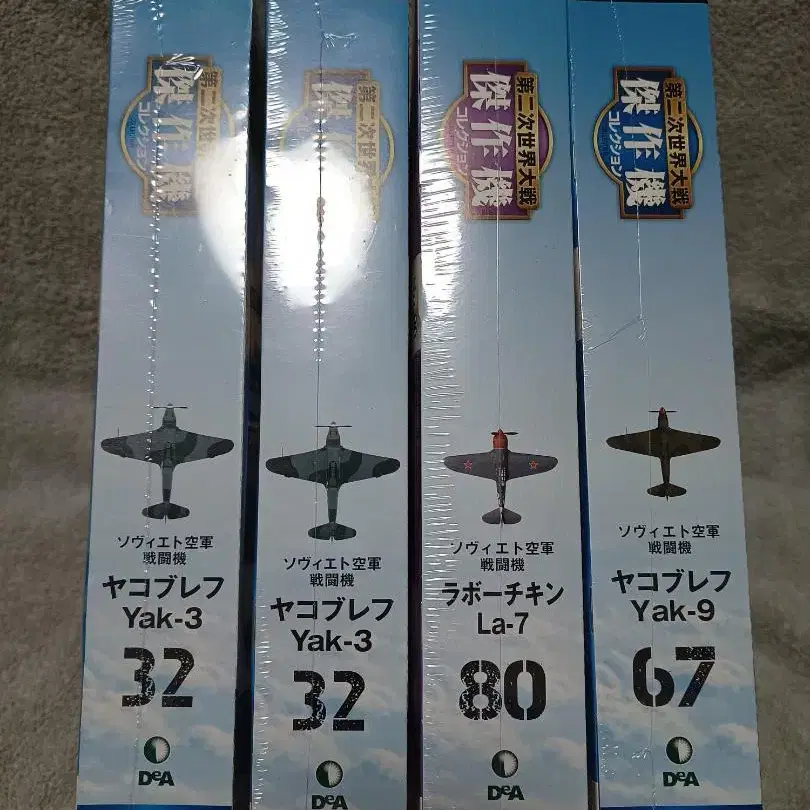 第二次世界大戦
傑作機
コレクション
ソヴィエト空軍
戦闘機
ヤコブレフ
Yak-3
32
DeA
第二次世界
傑作機
コレクション
ソヴィエト空軍
戦闘機
ヤコブレフ
Yak-3
32
DeA
第二次世界大戦
傑作機
コレクション
ソヴィエト空軍
戦闘機
ラボーチキン
La-7
80
DeA
第二次世界大戦
傑作機
コレクション
ソヴィエト空軍
戦闘機
ヤコブレフ
Yak-9
67
DeA